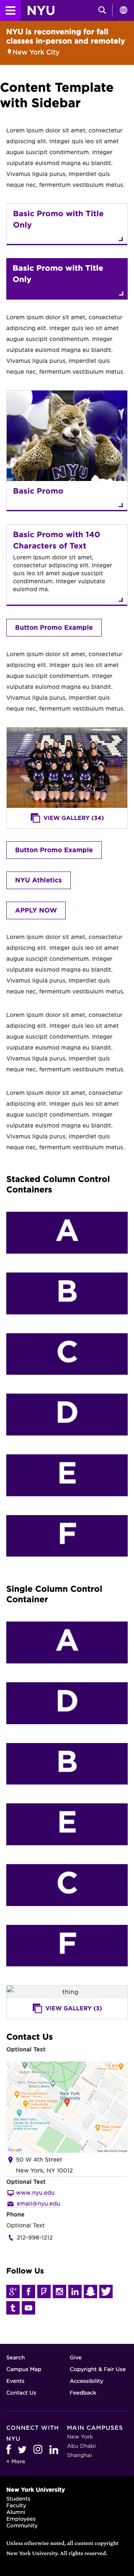 NYU
NYU is reconvening for fall
classes in-person and remotely
New York City
Content Template
with Sidebar
Lorem ipsum dolor sit amet, consectetur
adipiscing elit. Integer quis leo sit amet
augue suscipit condimentum. Integer
vulputate euismod magna eu blandit.
Vivamus ligula purus, imperdiet quis
neque nec, fermentum vestibulum metus.
Basic Promo with Title
Only
Basic Promo with Title
Only
Lorem ipsum dolor sit amet, consectetur
adipiscing elit. Integer quis leo sit amet
augue suscipit condimentum. Integer
vulputate euismod magna eu blandit.
Vivamus ligula purus, imperdiet quis
neque nec, fermentum vestibulum metus.
NYU
Basic Promo
Basic Promo with 140
Characters of Text
Lorem ipsum dolor sit amet,
consectetur adipiscing elit. Integer
quis leo sit amet augue suscipit
condimentum. Integer vulputate
euismod ma.
Button Promo Example
Lorem ipsum dolor sit amet, consectetur
adipiscing elit. Integer quis leo sit amet
augue suscipit condimentum. Integer
vulputate euismod magna eu blandit.
Vivamus ligula purus, imperdiet quis
neque nec, fermentum vestibulum metus.
VIEW GALLERY (34)
Button Promo Example
NYU Athletics
APPLY NOW
Lorem ipsum dolor sit amet, consectetur
adipiscing elit. Integer quis leo sit amet
augue suscipit condimentum. Integer
vulputate euismod magna eu blandit.
Vivamus ligula purus, imperdiet quis
neque nec, fermentum vestibulum metus.
Lorem ipsum dolor sit amet, consectetur
adipiscing elit. Integer quis leo sit amet
augue suscipit condimentum. Integer
vulputate euismod magna eu blandit.
Vivamus ligula purus, imperdiet quis
neque nec, fermentum vestibulum metus.
Lorem ipsum dolor sit amet, consectetur
adipiscing elit. Integer quis leo sit amet
augue suscipit condimentum. Integer
vulputate euismod magna eu blandit.
Vivamus ligula purus, imperdiet quis
neque nec, fermentum vestibulum metus.
Stacked Column Control
Containers
A
B
C
D
E
F
Single Column Control
Container
A
D
B
E
C
F
thing
VIEW GALLERY (3)
Contact Us
Optional Text
New York
University
Google
50 W 4th Street
New York, NY 10012
Optional Text
www.nyu.edu
email@nyu.edu
Phone
Optional Text
212-998-1212
Follow Us
Search
Give
Campus Map
Copyright & Fair Use
Events
Accessibility
Contact Us
Feedback
CONNECT WITH
NYU
+ More
MAIN CAMPUSES
New York
Abu Dhabi
Shanghai
New York University
Students
Faculty
Alumni
Employees
Community
Unless otherwise noted, all content copyright
New York University. All rights reserved.